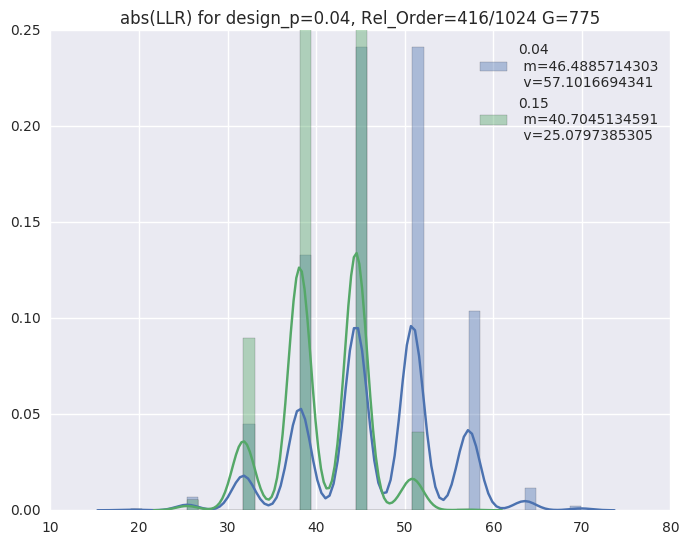 abs(LLR) for design_p=0.04, Rel_Order=416/1024 G=775
0.04
m=46.4885714303
v=57.1016694341
0.15
m=40.7045134591
v=25.0797385305
0.25
0.20
0.15
0.10
0.05
0.00
10 20 30 40 50 60 70 80